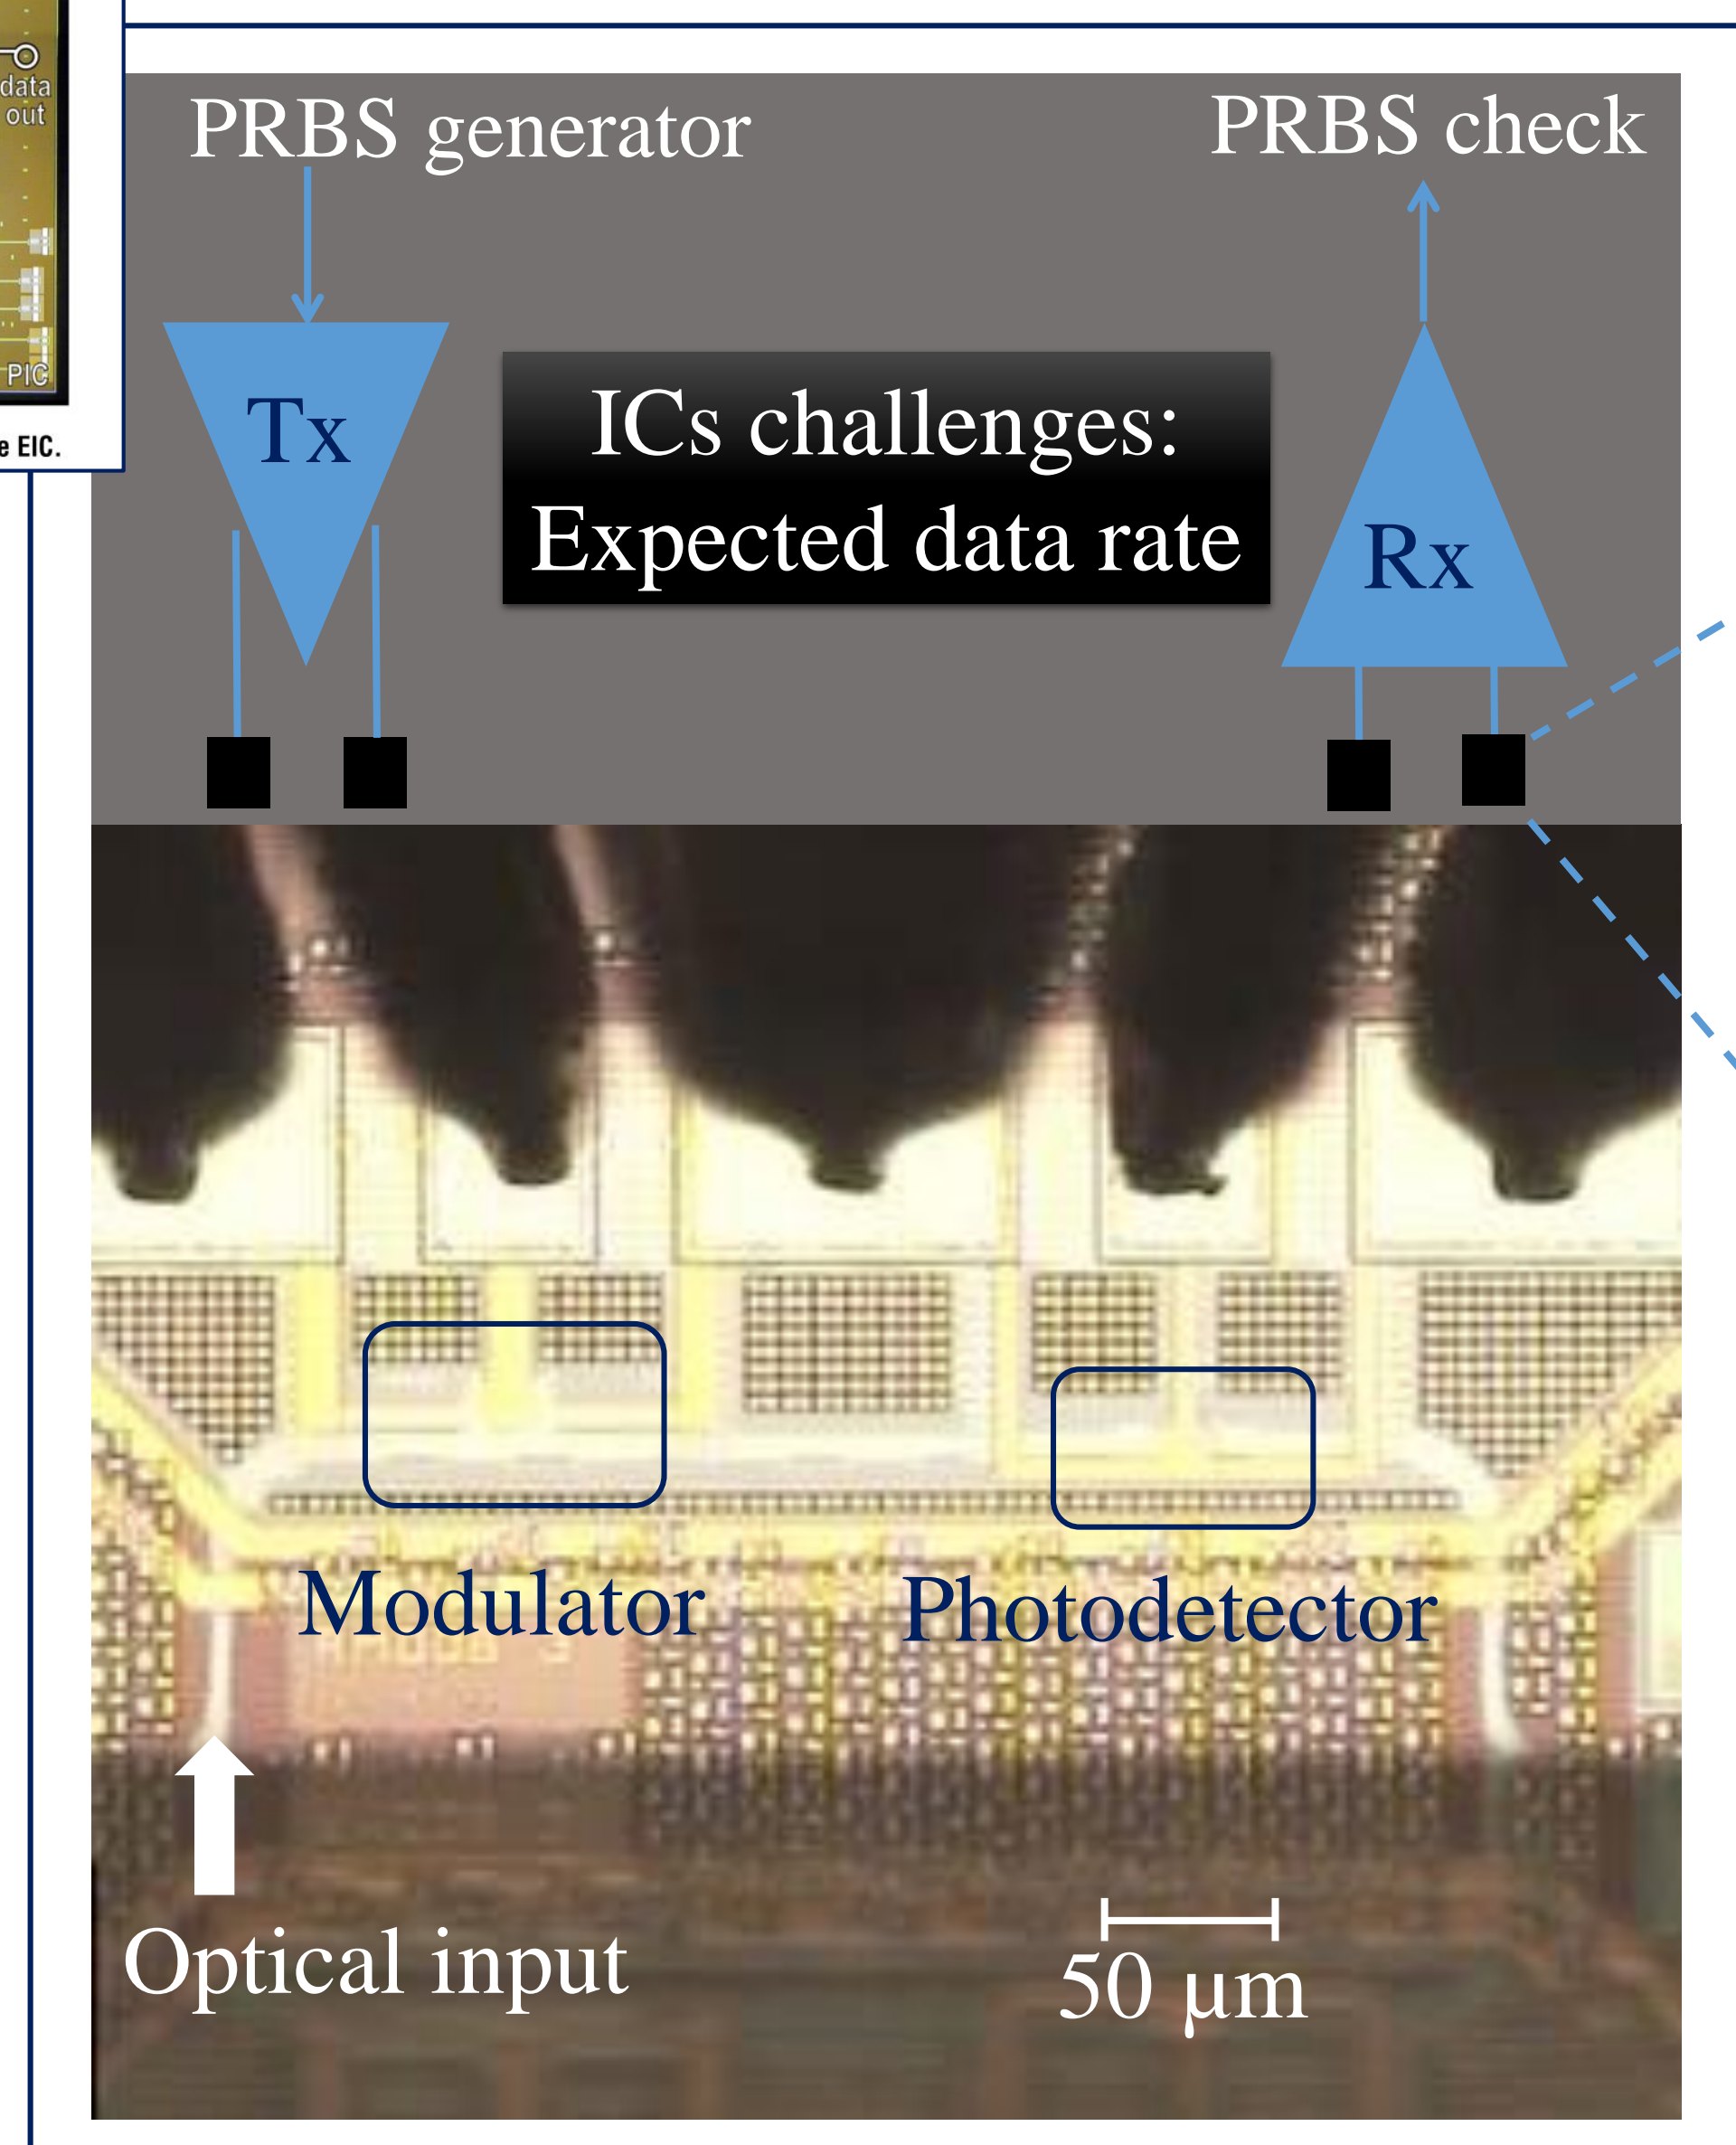 data
out
PIC
e EIC.
PRBS generator
PRBS check
Tx
ICs challenges:
Expected data rate
Rx
Modulator
Photodetector
Optical input
50 µm